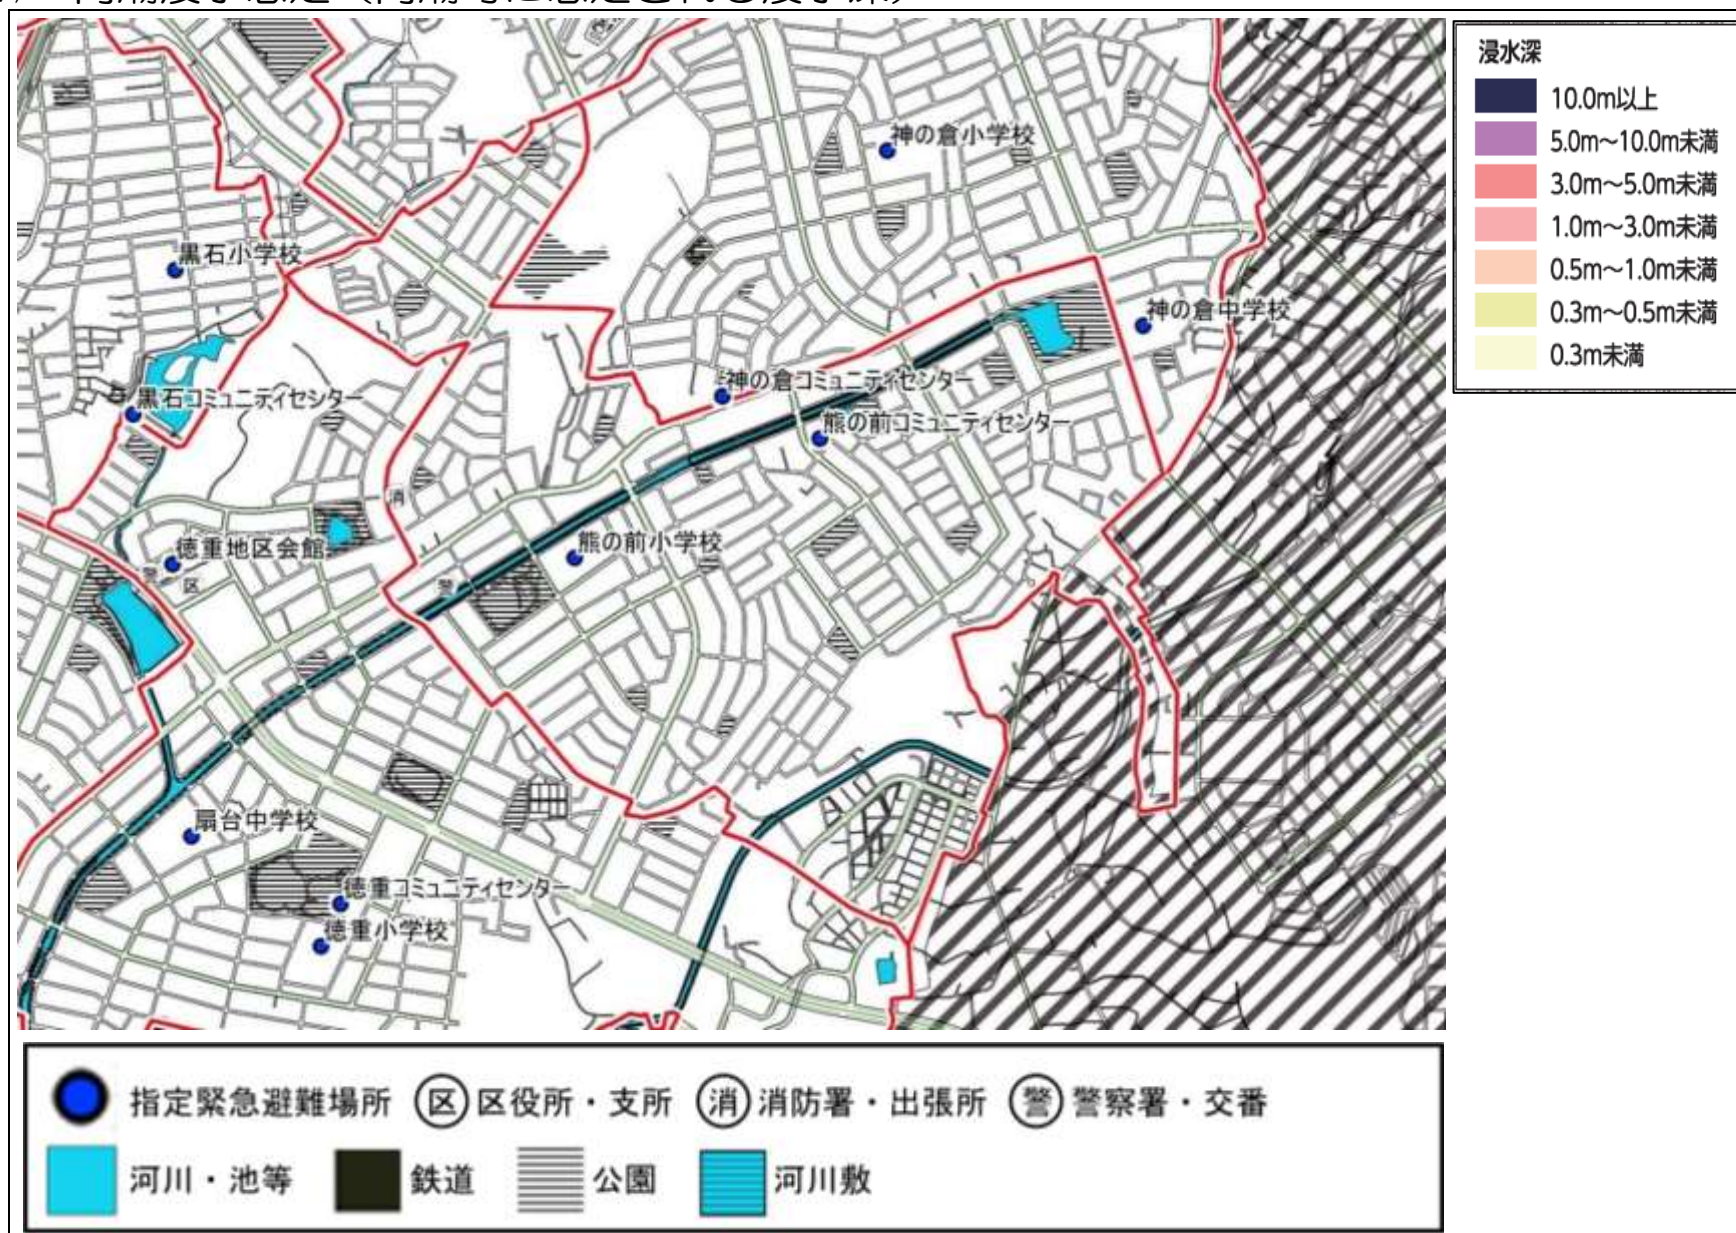 浸水深
10.0m以上
5.0m～10.0m未満
3.0m～5.0m未満
1.0m～3.0m未満
0.5m～1.0m未満
0.3m～0.5m未満
0.3m未満
神の倉小学校
黒石小学校
神の倉中学校
神の倉コミュニティセンター
黒石コミュニティセンター
熊の前コミュニティセンター
消
熊の前小学校
徳重地区会館
警
区
警
扇台中学校
徳重コミュニティセンター
徳重小学校
指定緊急避難場所 区 区役所・支所 消 消防署・出張所 警 警察署・交番
河川・池等 鉄道 公園 河川敷